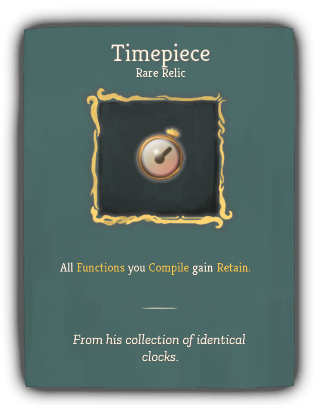 Timepiece
Rare Relic
All Functions you Compile gain Retain.
From his collection of identical
clocks.